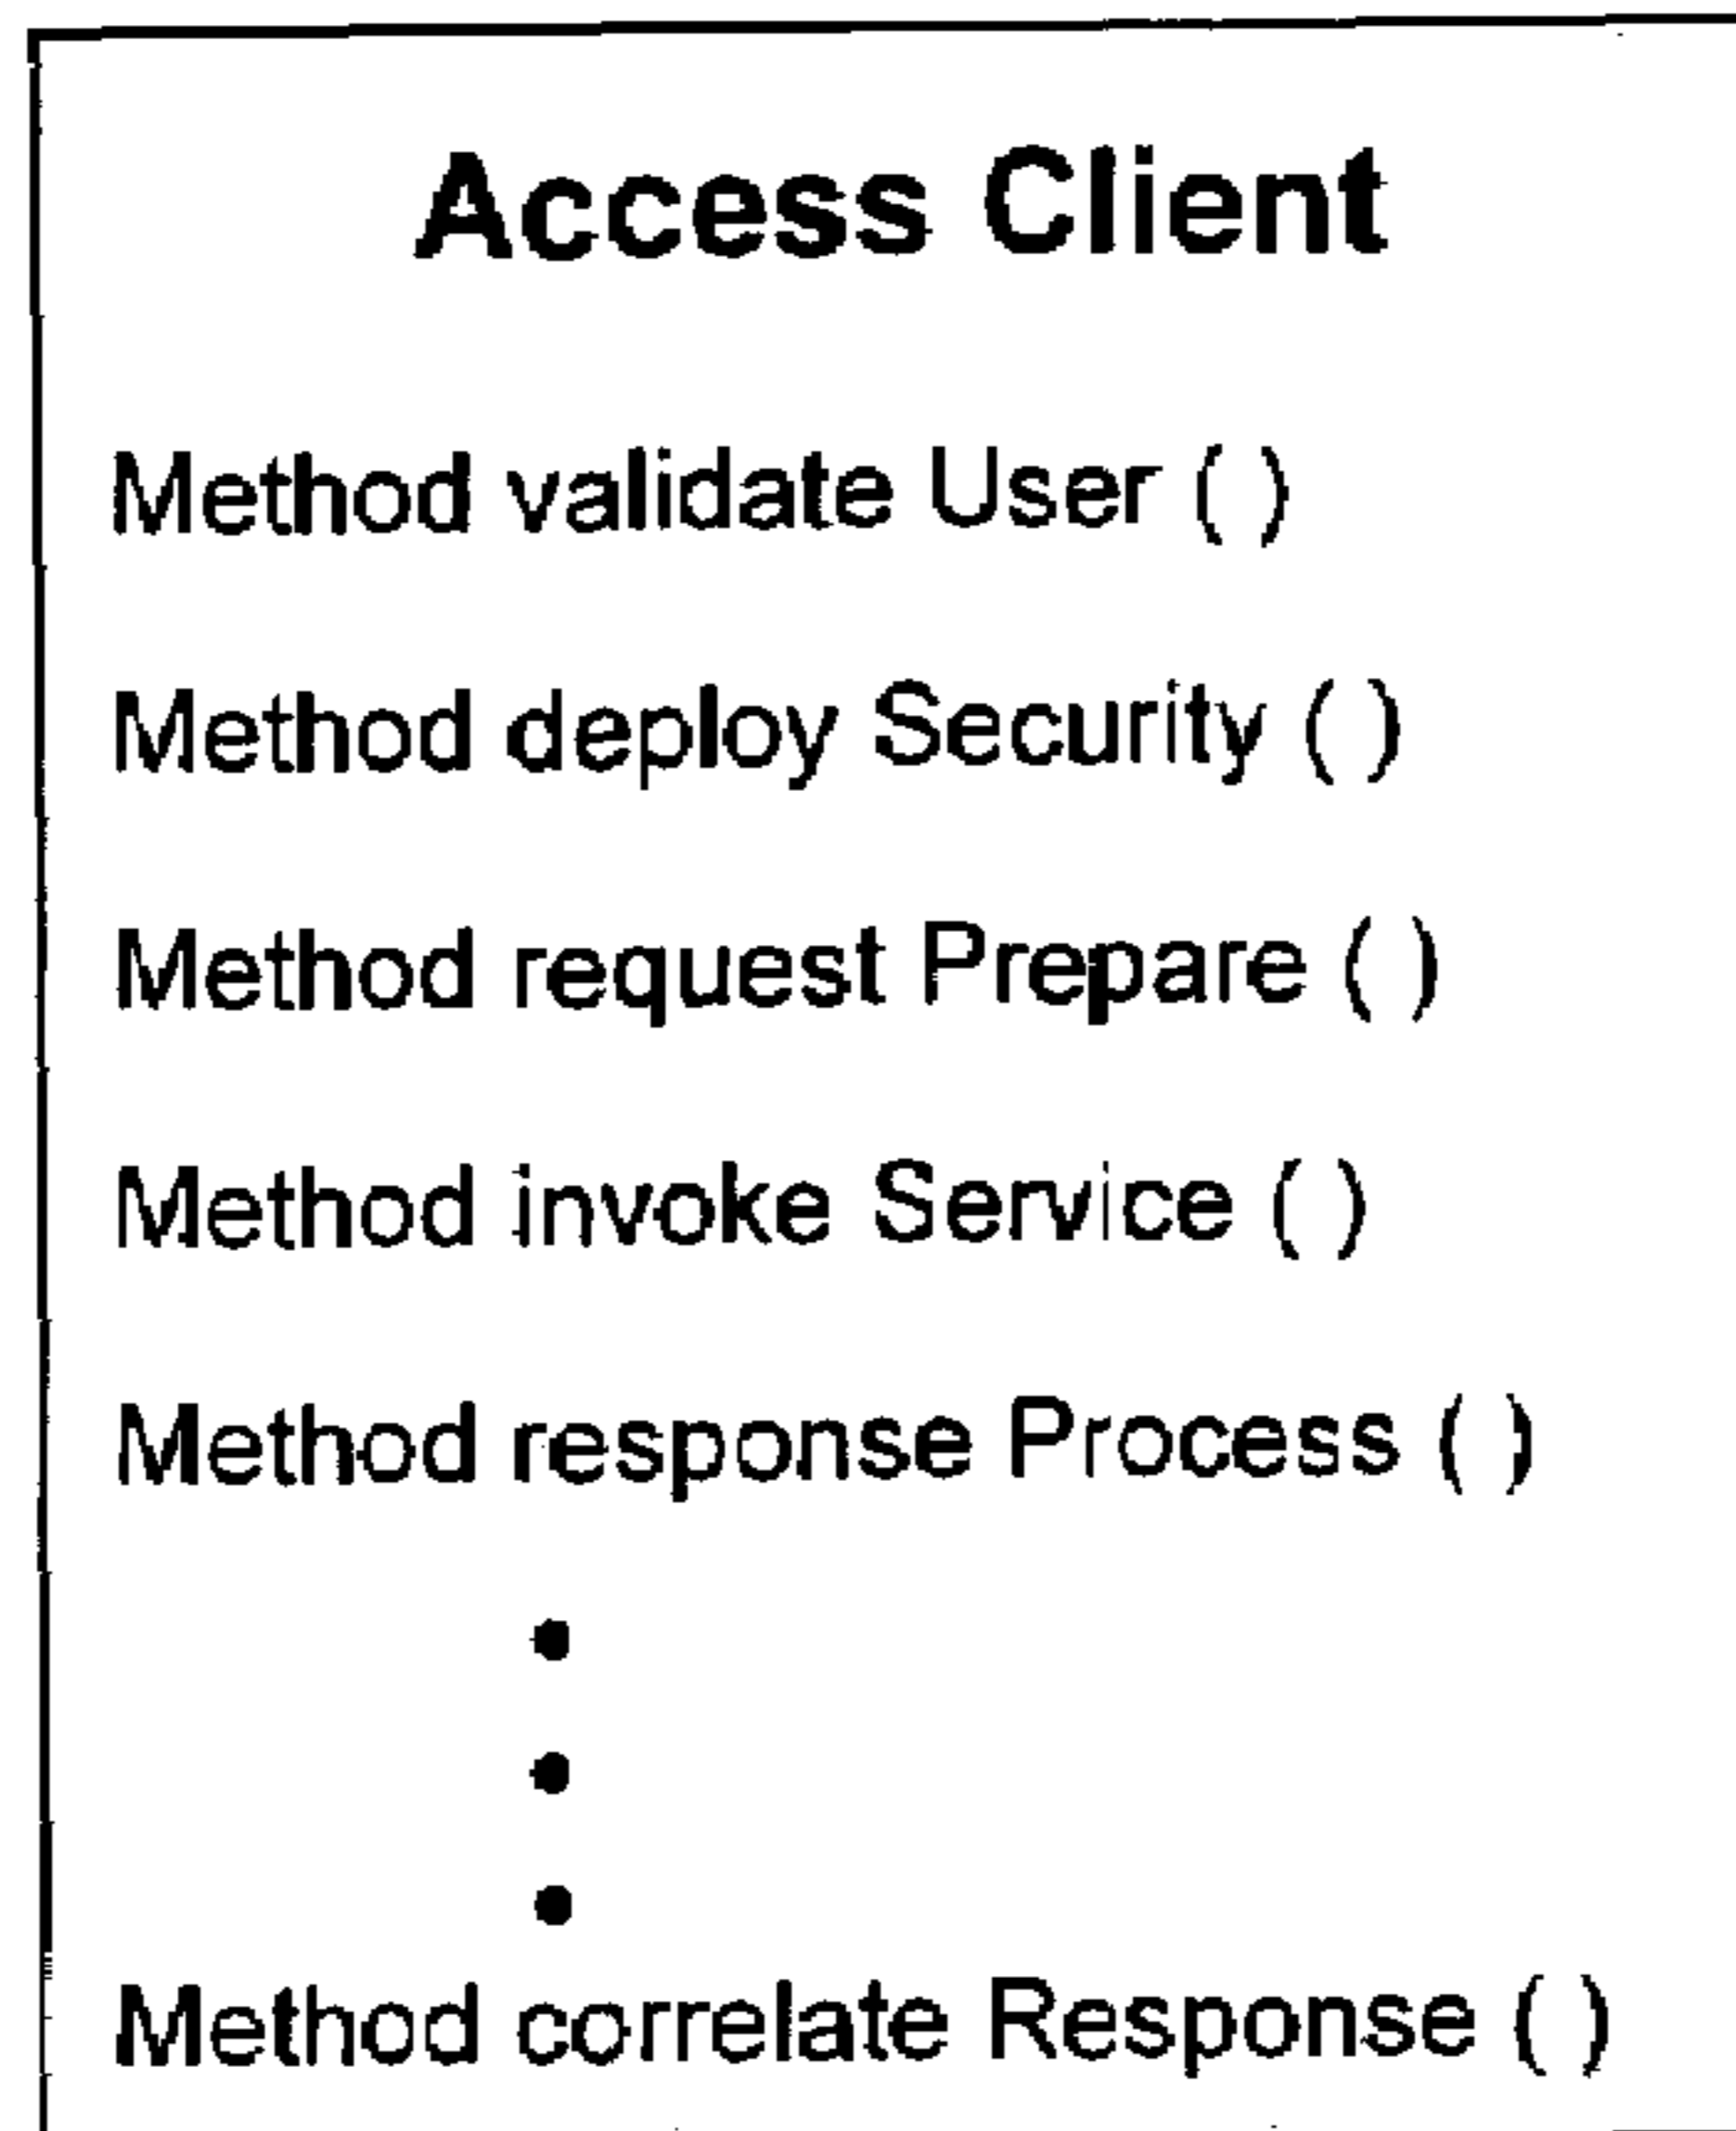 Access Client
Method validate User ( )
Method deploy Security ( )
Method request Prepare ( )
Method invoke Service ( )
Method response Process ( )
Method correlate Response ( )